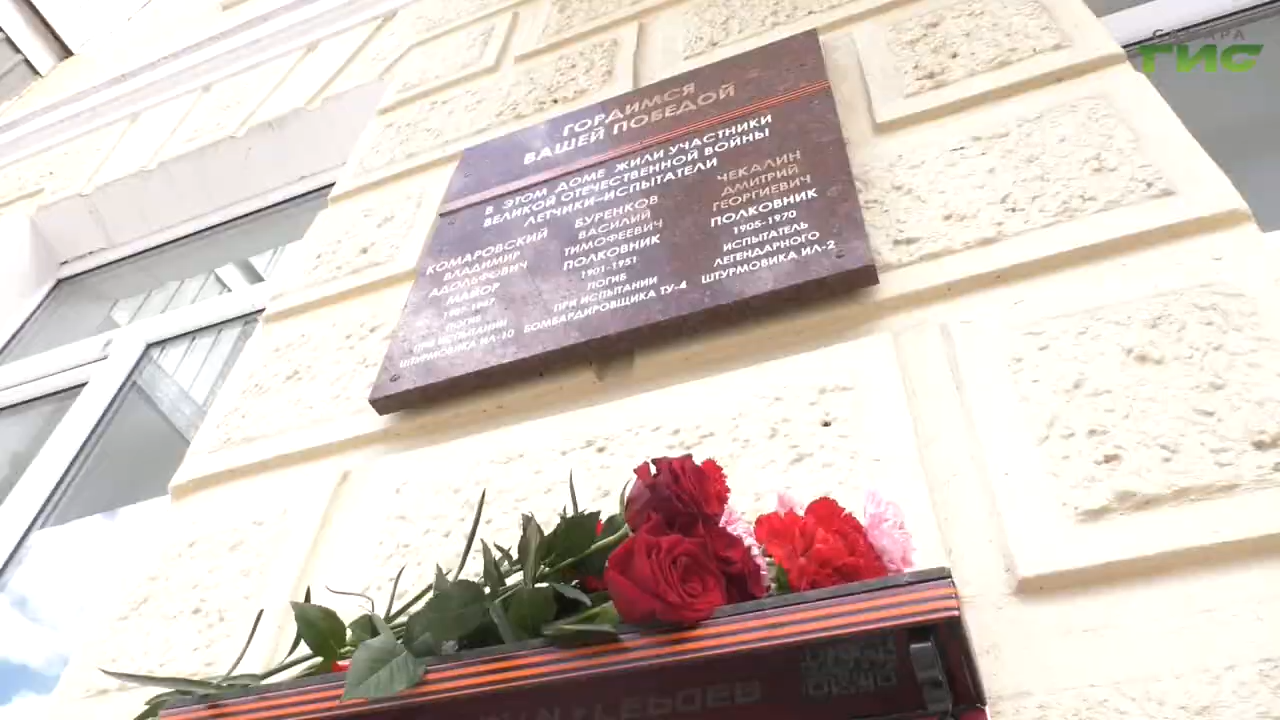 САМАРА
ГИС
ГОРДИМСЯ
ВАШЕЙ ПОБЕДОЙ
В ЭТОМ ДОМЕ ЖИЛИ УЧАСТНИКИ
ВЕЛИКОЙ ОТЕЧЕСТВЕННОЙ ВОЙНЫ
ЛЕТЧИКИ-ИСПЫТАТЕЛИ
КОМАРОВСКИЙ
ВЛАДИМИР
АДОЛЬФОВИЧ
МАЙОР
ПОГИБ
ПРИ ИСПЫТАНИИ
ШТУРМОВИКА ИЛ-10
БУРЕНКОВ
ВАСИЛИЙ
ТИМОФЕЕВИЧ
ПОЛКОВНИК
1901-1951
ПОГИБ
ПРИ ИСПЫТАНИИ
БОМБАРДИРОВЩИКА ТУ-4
ЧЕКАЛИН
ДМИТРИЙ
ГЕОРГИЕВИЧ
ПОЛКОВНИК
1905-1970
ИСПЫТАТЕЛЬ
ЛЕГЕНДАРНОГО
ШТУРМОВИКА ИЛ-2